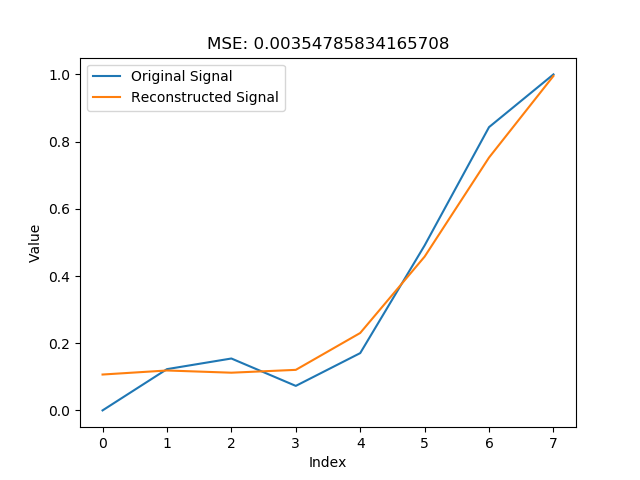 MSE: 0.00354785834165708
Original Signal
Reconstructed Signal
1.0
0.8
0.6
0.4
0.2
0.0
Value
0 1 2 3 4 5 6 7
Index